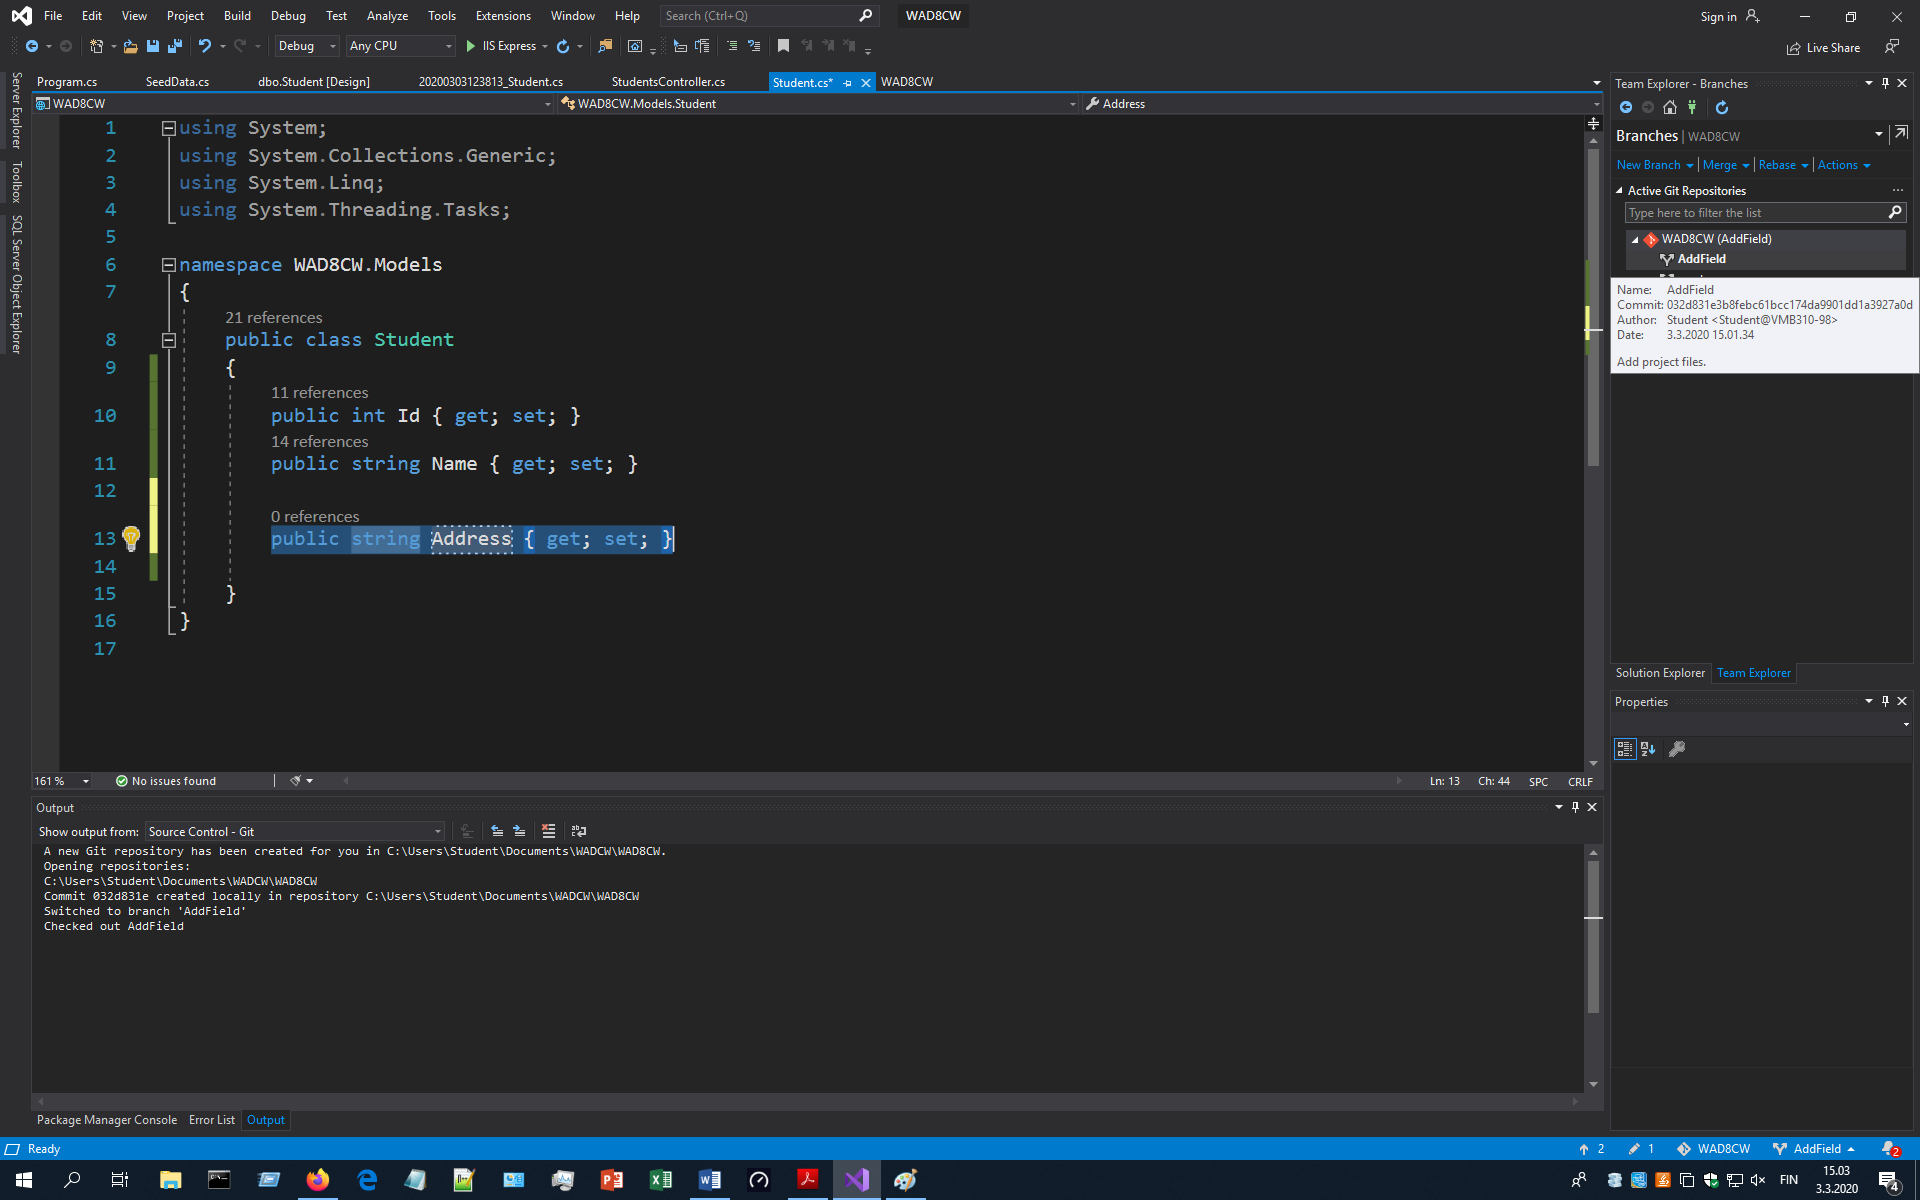 File Edit View Project Build Debug Test Analyze Tools Extensions Window Help Search (Ctrl+Q) WAD8CW Sign in
Debug Any CPU IIS Express Live Share
Program.cs SeedData.cs dbo.Student [Design] 20200303123813_Student.cs StudentsController.cs Student.cs* WAD8CW
WAD8CW WAD8CW.Models.Student Address
Server Explorer
Toolbox
SQL Server Object Explorer
1 using System;
2 using System.Collections.Generic;
3 using System.Linq;
4 using System.Threading.Tasks;
5
6 namespace WAD8CW.Models
7 {
21 references
8 public class Student
9 {
11 references
10 public int Id { get; set; }
14 references
11 public string Name { get; set; }
12
0 references
13 public string Address { get; set; }
14
15 }
16 }
17
161 % No issues found Ln: 13 Ch: 44 SPC CRLF
Output
Show output from: Source Control - Git
A new Git repository has been created for you in C:\Users\Student\Documents\WADCW\WAD8CW.
Opening repositories:
C:\Users\Student\Documents\WADCW\WAD8CW
Commit 032d831e created locally in repository C:\Users\Student\Documents\WADCW\WAD8CW
Switched to branch 'AddField'
Checked out AddField
Package Manager Console Error List Output
Team Explorer - Branches
Branches | WAD8CW
New Branch Merge Rebase Actions
Active Git Repositories
Type here to filter the list
WAD8CW (AddField)
AddField
Name: AddField
Commit: 032d831e3b8febc61bcc174da9901dd1a3927a0d
Author: Student <Student@VMB310-98>
Date: 3.3.2020 15.01.34
Add project files.
Solution Explorer Team Explorer
Properties
Ready 2 1 WAD8CW AddField 2
FIN 15.03
3.3.2020 4